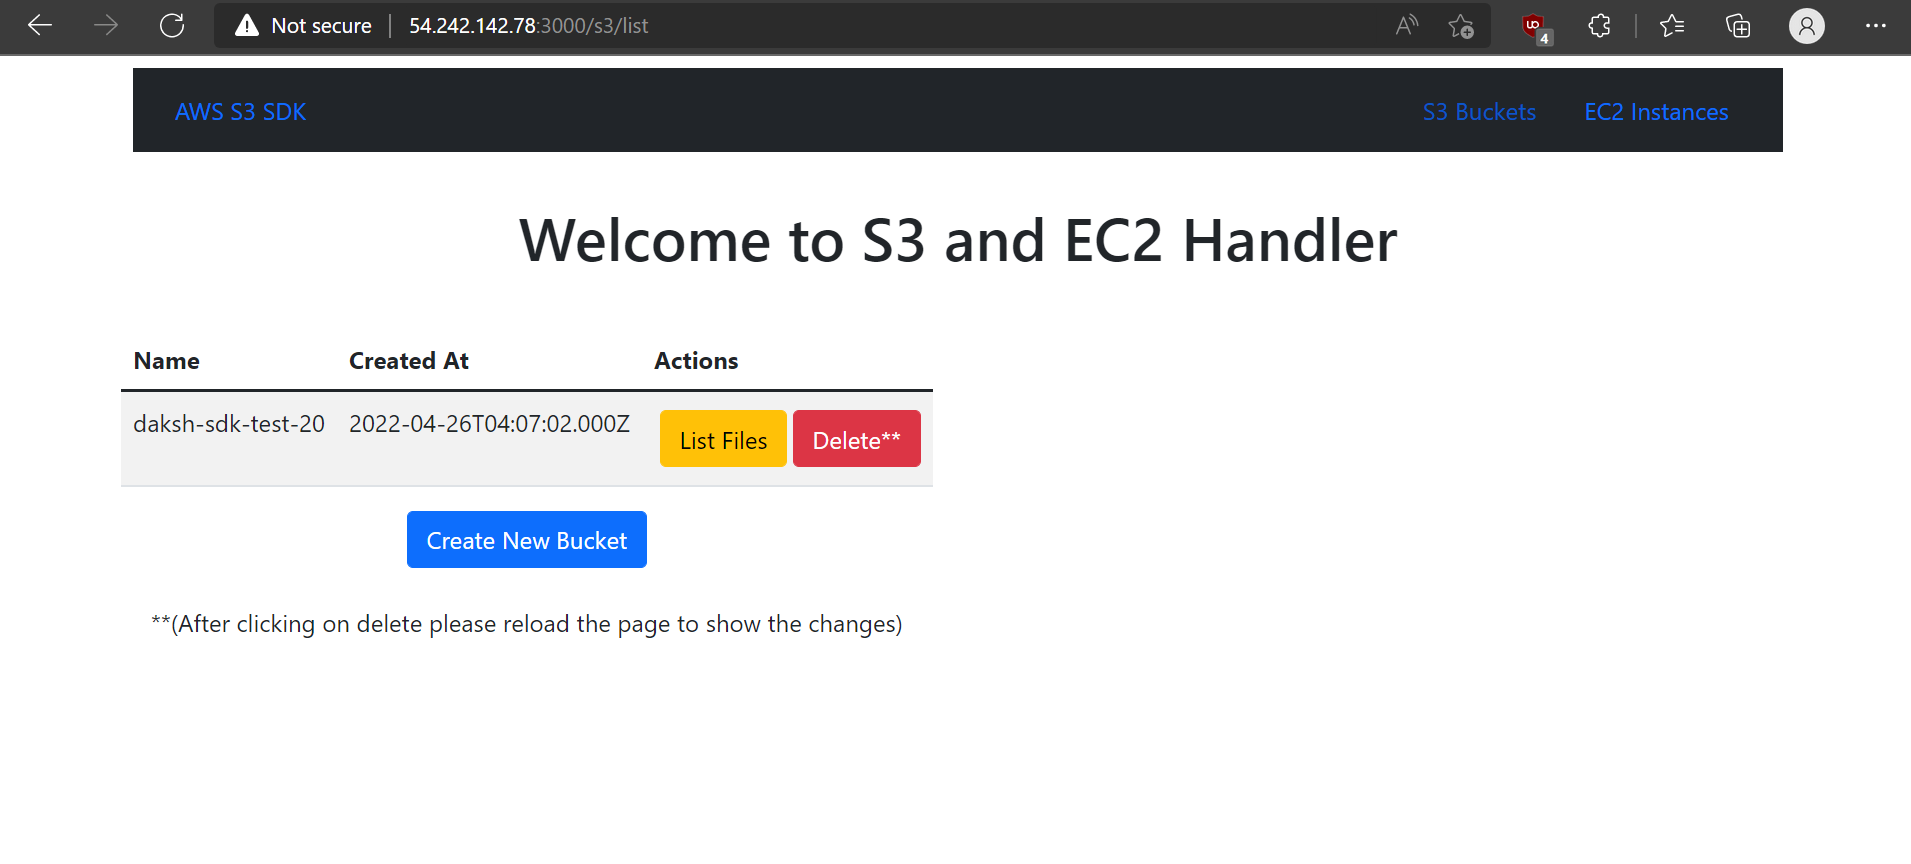 Not secure 54.242.142.78:3000/s3/list
4
AWS S3 SDK S3 Buckets EC2 Instances
Welcome to S3 and EC2 Handler
Name Created At Actions
daksh-sdk-test-20 2022-04-26T04:07:02.000Z List Files Delete**
Create New Bucket
**(After clicking on delete please reload the page to show the changes)